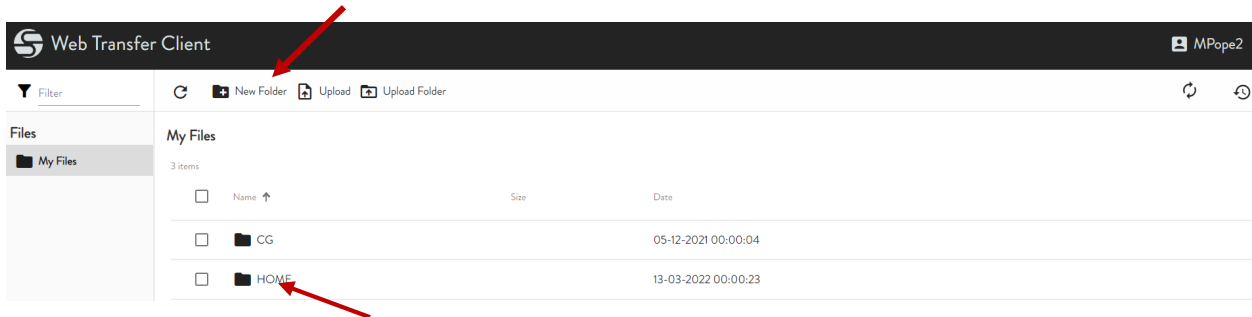 Web Transfer Client
MPope2
Filter
New Folder Upload Upload Folder
Files
My Files
My Files
3 items
Name Size Date
CG 05-12-2021 00:00:04
HOME 13-03-2022 00:00:23